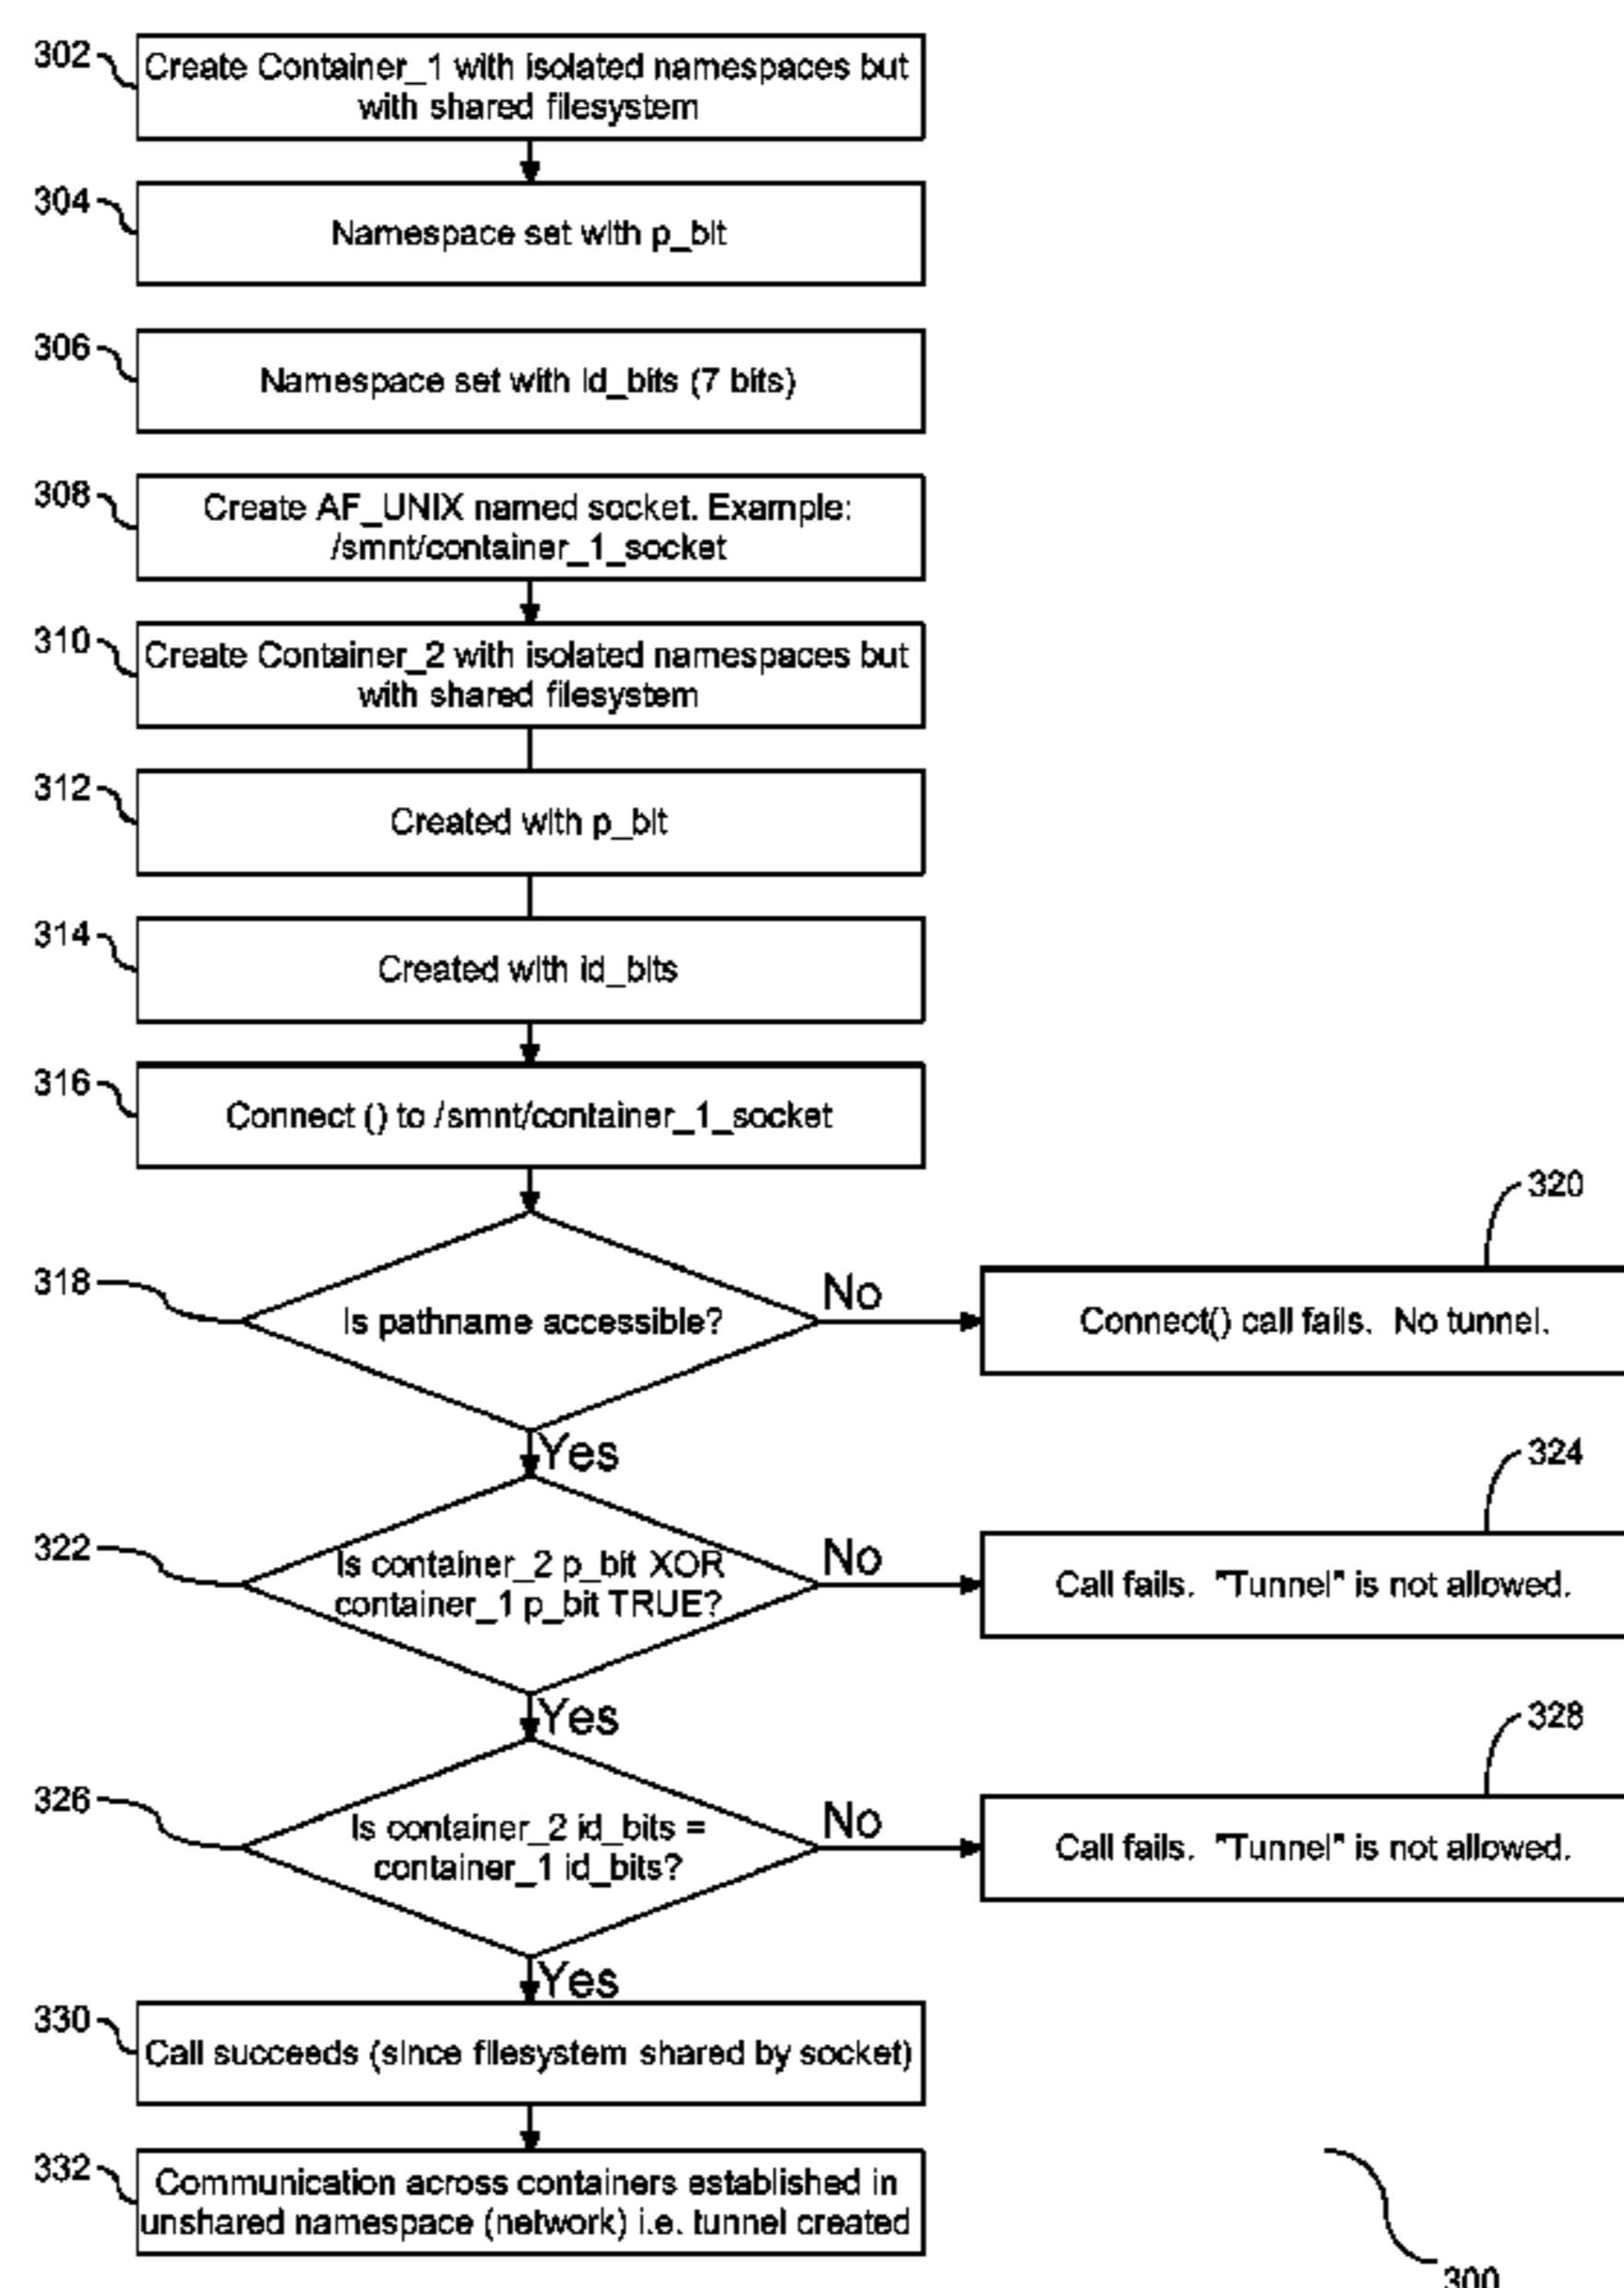 302
Create Container_1 with isolated namespaces but
with shared filesystem
304
Namespace set with p_bit
306
Namespace set with id_bits (7 bits)
308
Create AF_UNIX named socket. Example:
/smnt/container_1_socket
310
Create Container_2 with isolated namespaces but
with shared filesystem
312
Created with p_bit
314
Created with id_bits
316
Connect () to /smnt/container_1_socket
318
Is pathname accessible?
No
320
Connect() call fails. No tunnel.
Yes
322
Is container_2 p_bit XOR
container_1 p_bit TRUE?
No
324
Call fails. "Tunnel" is not allowed.
Yes
326
Is container_2 id_bits =
container_1 id_bits?
No
328
Call fails. "Tunnel" is not allowed.
Yes
330
Call succeeds (since filesystem shared by socket)
332
Communication across containers established in
unshared namespace (network) i.e. tunnel created
300